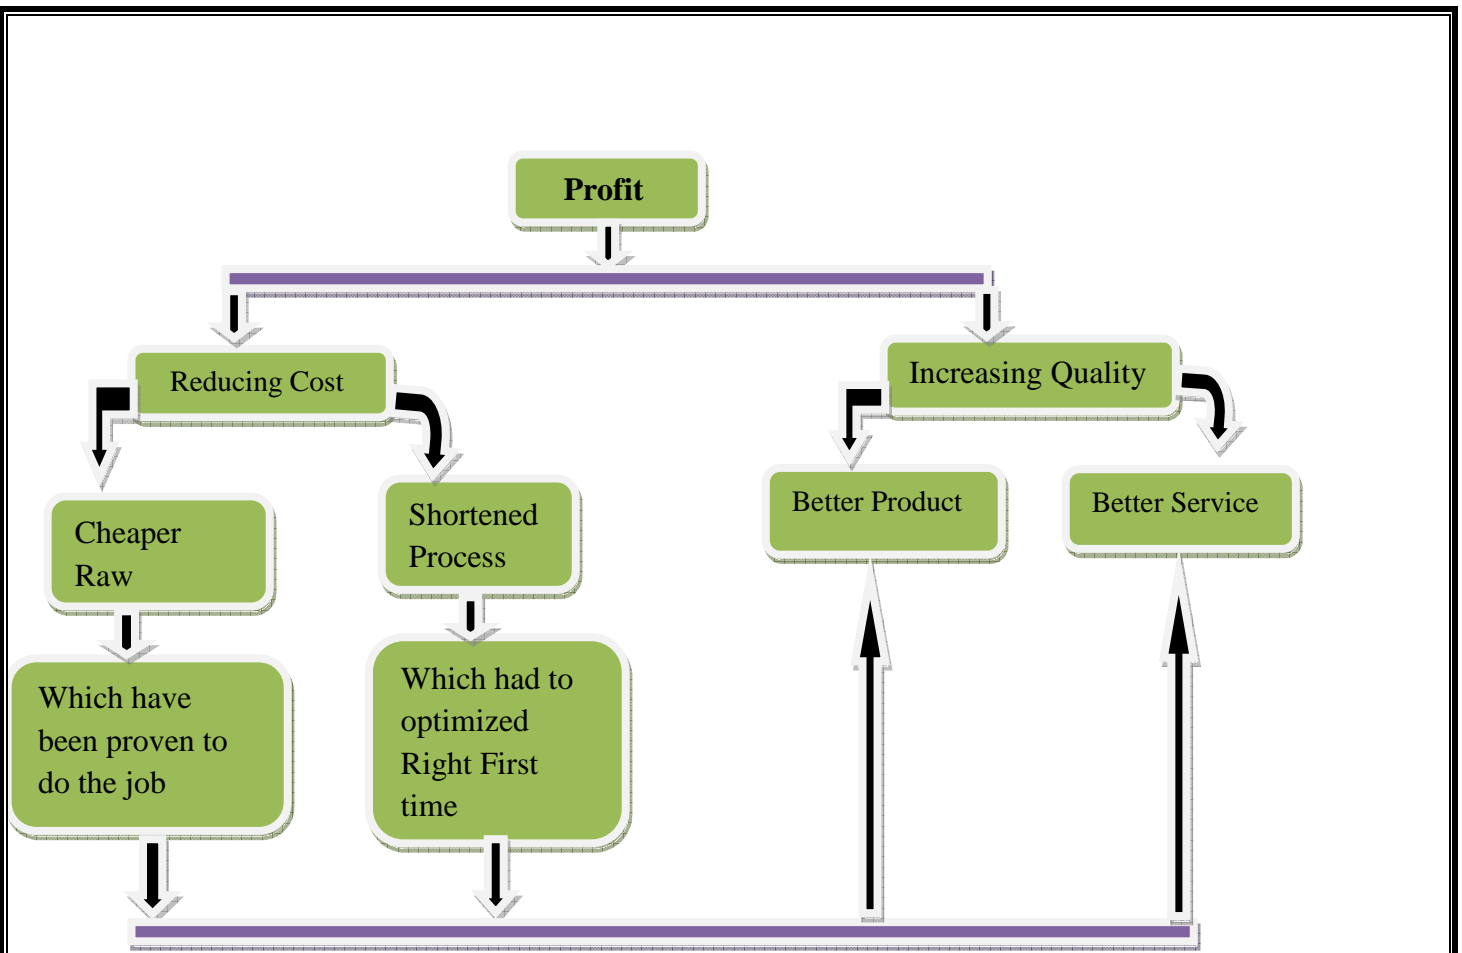 Profit
Reducing Cost
Increasing Quality
Cheaper
Raw
Shortened
Process
Better Product
Better Service
Which have
been proven to
do the job
Which had to
optimized
Right First
time